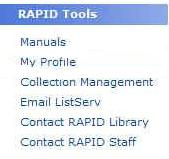 RAPID Tools
Manuals
My Profile
Collection Management
Email ListServ
Contact RAPID Library
Contact RAPID Staff